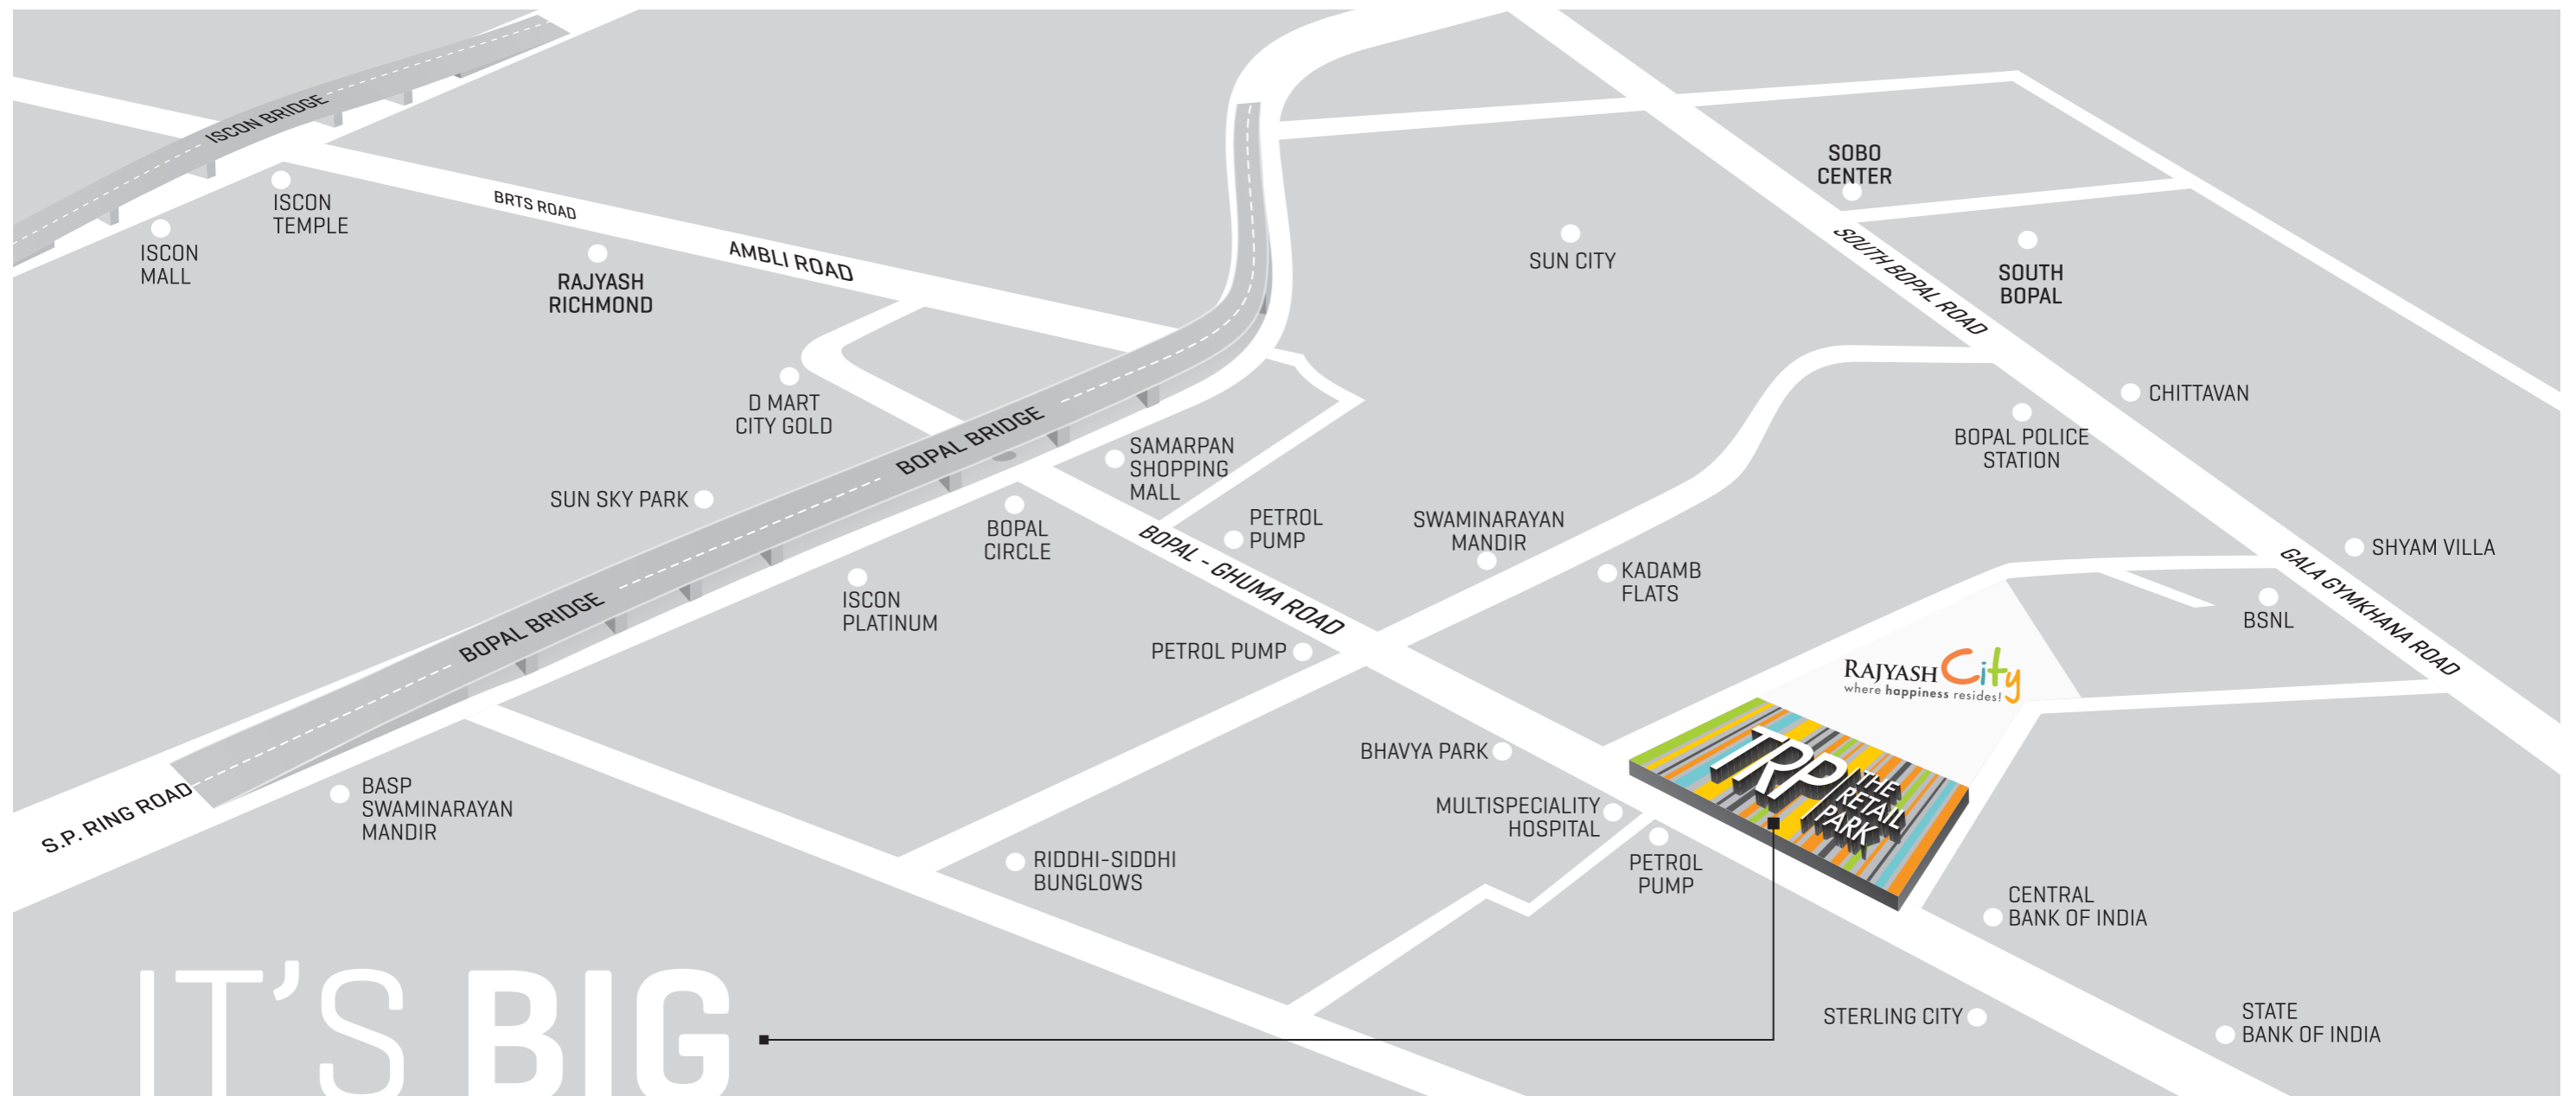 ISCON BRIDGE
ISCON
TEMPLE
ISCON
MALL
BRTS ROAD
RAJYASH
RICHMOND
AMBLI ROAD
SOBO
CENTER
SUN CITY
SOUTH BOPAL ROAD
SOUTH
BOPAL
D MART
CITY GOLD
BOPAL BRIDGE
CHITTAVAN
BOPAL POLICE
STATION
SAMARPAN
SHOPPING
MALL
SUN SKY PARK
BOPAL
CIRCLE
BOPAL - GHUMA ROAD
PETROL
PUMP
SWAMINARAYAN
MANDIR
KADAMB
FLATS
SHYAM VILLA
GALA GYMKHANA ROAD
BSNL
ISCON
PLATINUM
BOPAL BRIDGE
PETROL PUMP
RAJYASH City
where happiness resides!
BHAVYA PARK
TRP
THE
RETAIL
PARK
S.P. RING ROAD
BASP
SWAMINARAYAN
MANDIR
MULTISPECIALITY
HOSPITAL
PETROL
PUMP
RIDDHI-SIDDHI
BUNGLOWS
CENTRAL
BANK OF INDIA
STERLING CITY
STATE
BANK OF INDIA
IT'S BIG